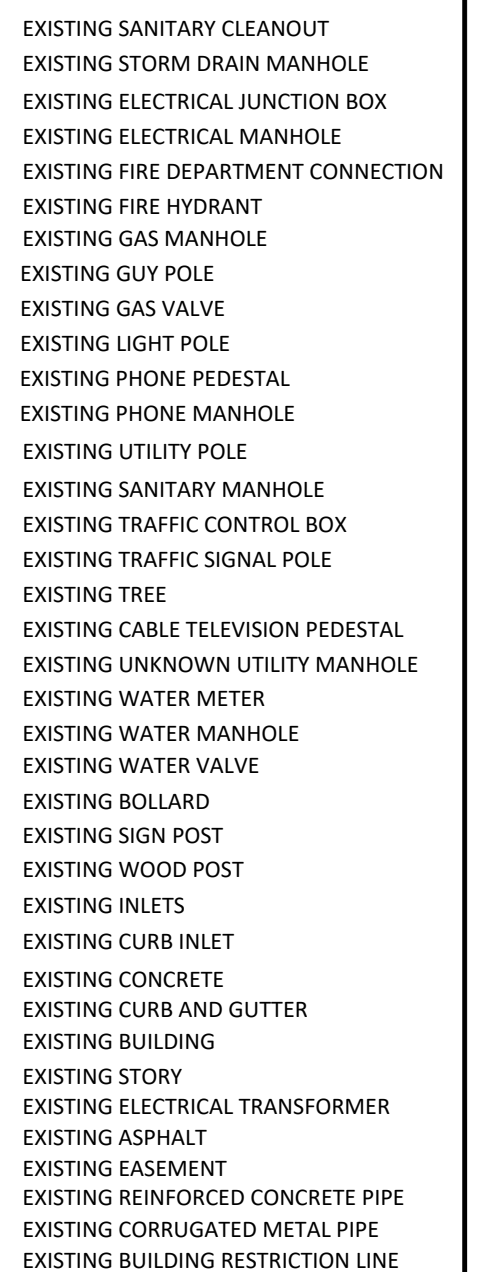 EXISTING SANITARY CLEANOUT
EXISTING STORM DRAIN MANHOLE
EXISTING ELECTRICAL JUNCTION BOX
EXISTING ELECTRICAL MANHOLE
EXISTING FIRE DEPARTMENT CONNECTION
EXISTING FIRE HYDRANT
EXISTING GAS MANHOLE
EXISTING GUY POLE
EXISTING GAS VALVE
EXISTING LIGHT POLE
EXISTING PHONE PEDESTAL
EXISTING PHONE MANHOLE
EXISTING UTILITY POLE
EXISTING SANITARY MANHOLE
EXISTING TRAFFIC CONTROL BOX
EXISTING TRAFFIC SIGNAL POLE
EXISTING TREE
EXISTING CABLE TELEVISION PEDESTAL
EXISTING UNKNOWN UTILITY MANHOLE
EXISTING WATER METER
EXISTING WATER MANHOLE
EXISTING WATER VALVE
EXISTING BOLLARD
EXISTING SIGN POST
EXISTING WOOD POST
EXISTING INLETS
EXISTING CURB INLET
EXISTING CONCRETE
EXISTING CURB AND GUTTER
EXISTING BUILDING
EXISTING STORY
EXISTING ELECTRICAL TRANSFORMER
EXISTING ASPHALT
EXISTING EASEMENT
EXISTING REINFORCED CONCRETE PIPE
EXISTING CORRUGATED METAL PIPE
EXISTING BUILDING RESTRICTION LINE